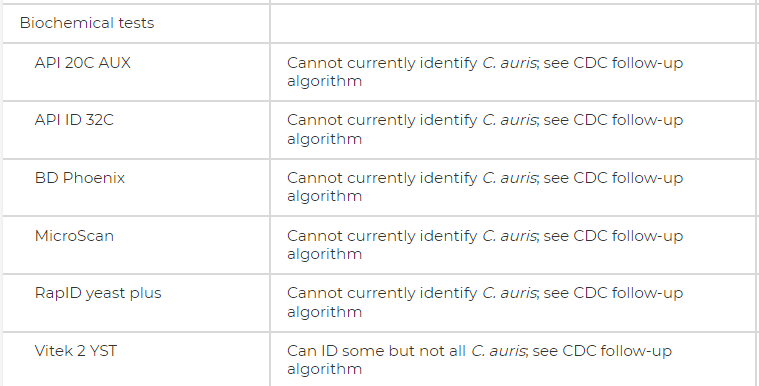 Biochemical tests
API 20C AUX
Cannot currently identify C. auris; see CDC follow-up
algorithm
API ID 32C
Cannot currently identify C. auris; see CDC follow-up
algorithm
BD Phoenix
Cannot currently identify C. auris; see CDC follow-up
algorithm
MicroScan
Cannot currently identify C. auris; see CDC follow-up
algorithm
RapID yeast plus
Cannot currently identify C. auris; see CDC follow-up
algorithm
Vitek 2 YST
Can ID some but not all C. auris; see CDC follow-up
algorithm